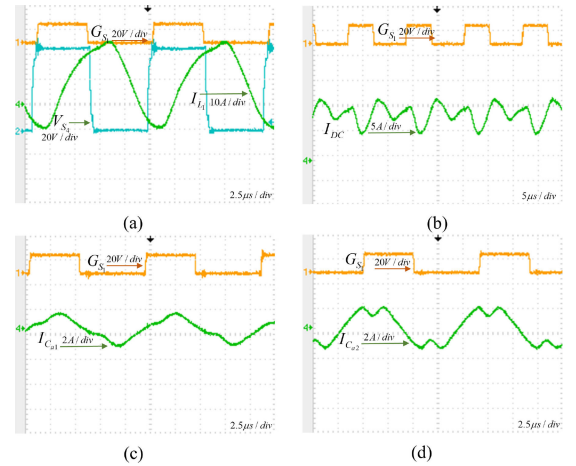 G_{S_1} 20V / div
1
I_{L_1} 10A / div
4
V_{S_4}
20V / div
2
2.5μs / div
(a)
G_{S_1} 20V / div
1
I_{DC} 5A / div
4
5μs / div
(b)
1
G_{S_1} 20V / div
4
I_{C_{a1}} 2A / div
2.5μs / div
(c)
G_S 20V / div
1
4
I_{C_{a2}} 2A / div
2.5μs / div
(d)